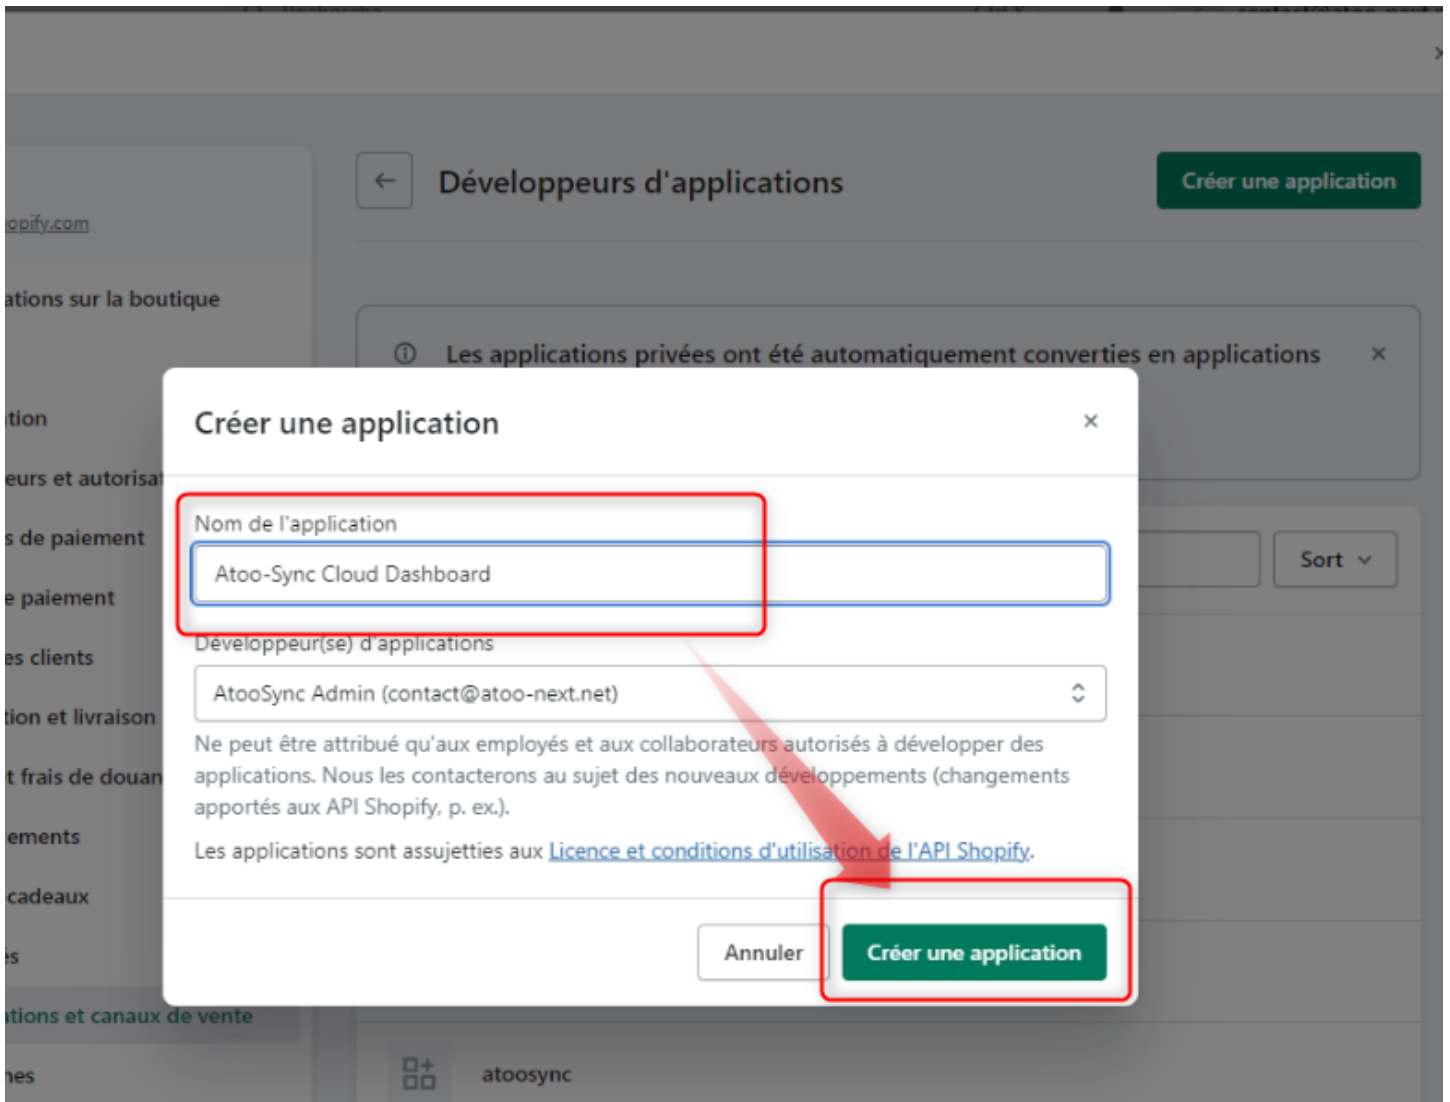 opify.com
Développeurs d'applications
Créer une application
ations sur la boutique
Les applications privées ont été automatiquement converties en applications
tion
eurs et autorisat
s de paiement
e paiement
es clients
tion et livraison
t frais de douan
ements
cadeaux
és
ations et canaux de vente
nes
Créer une application
Nom de l'application
Atoo-Sync Cloud Dashboard
Développeur(se) d'applications
AtooSync Admin (contact@atoo-next.net)
Ne peut être attribué qu'aux employés et aux collaborateurs autorisés à développer des
applications. Nous les contacterons au sujet des nouveaux développements (changements
apportés aux API Shopify, p. ex.).
Les applications sont assujetties aux Licence et conditions d'utilisation de l'API Shopify.
Annuler
Créer une application
Sort
atoosync